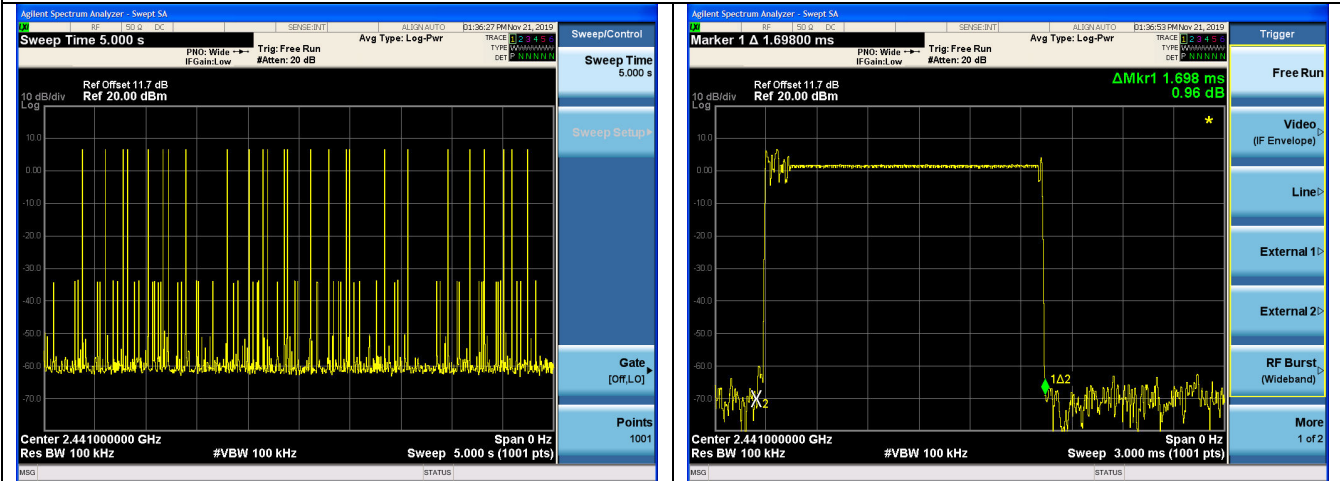 Agilent Spectrum Analyzer - Swept SA
RF 50 Ω DC SENSE:INT ALIGN AUTO 01:36:27 PM Nov 21, 2019
Sweep Time 5.000 s
PNO: Wide
IFGain:Low
Trig: Free Run
#Atten: 20 dB
Avg Type: Log-Pwr
TRACE 1 2 3 4 5 6
TYPE
DET P N N N N N
Ref Offset 11.7 dB
10 dB/div Ref 20.00 dBm
Log
10.0
0.00
-10.0
-20.0
-30.0
-40.0
-50.0
-60.0
-70.0
Center 2.441000000 GHz Span 0 Hz
Res BW 100 kHz #VBW 100 kHz Sweep 5.000 s (1001 pts)
MSG STATUS
Sweep/Control
Sweep Time
5.000 s
Sweep Setup
Gate
[Off,LO]
Points
1001
Agilent Spectrum Analyzer - Swept SA
RF 50 Ω DC SENSE:INT ALIGN AUTO 01:36:53 PM Nov 21, 2019
Marker 1 Δ 1.69800 ms
PNO: Wide
IFGain:Low
Trig: Free Run
#Atten: 20 dB
Avg Type: Log-Pwr
TRACE 1 2 3 4 5 6
TYPE
DET P N N N N N
ΔMkr1 1.698 ms
0.96 dB
Ref Offset 11.7 dB
10 dB/div Ref 20.00 dBm
Log
*
10.0
0.00
-10.0
-20.0
-30.0
-40.0
-50.0
-60.0
-70.0
X2
1Δ2
Center 2.441000000 GHz Span 0 Hz
Res BW 100 kHz #VBW 100 kHz Sweep 3.000 ms (1001 pts)
MSG STATUS
Trigger
Free Run
Video
(IF Envelope)
Line
External 1
External 2
RF Burst
(Wideband)
More
1 of 2